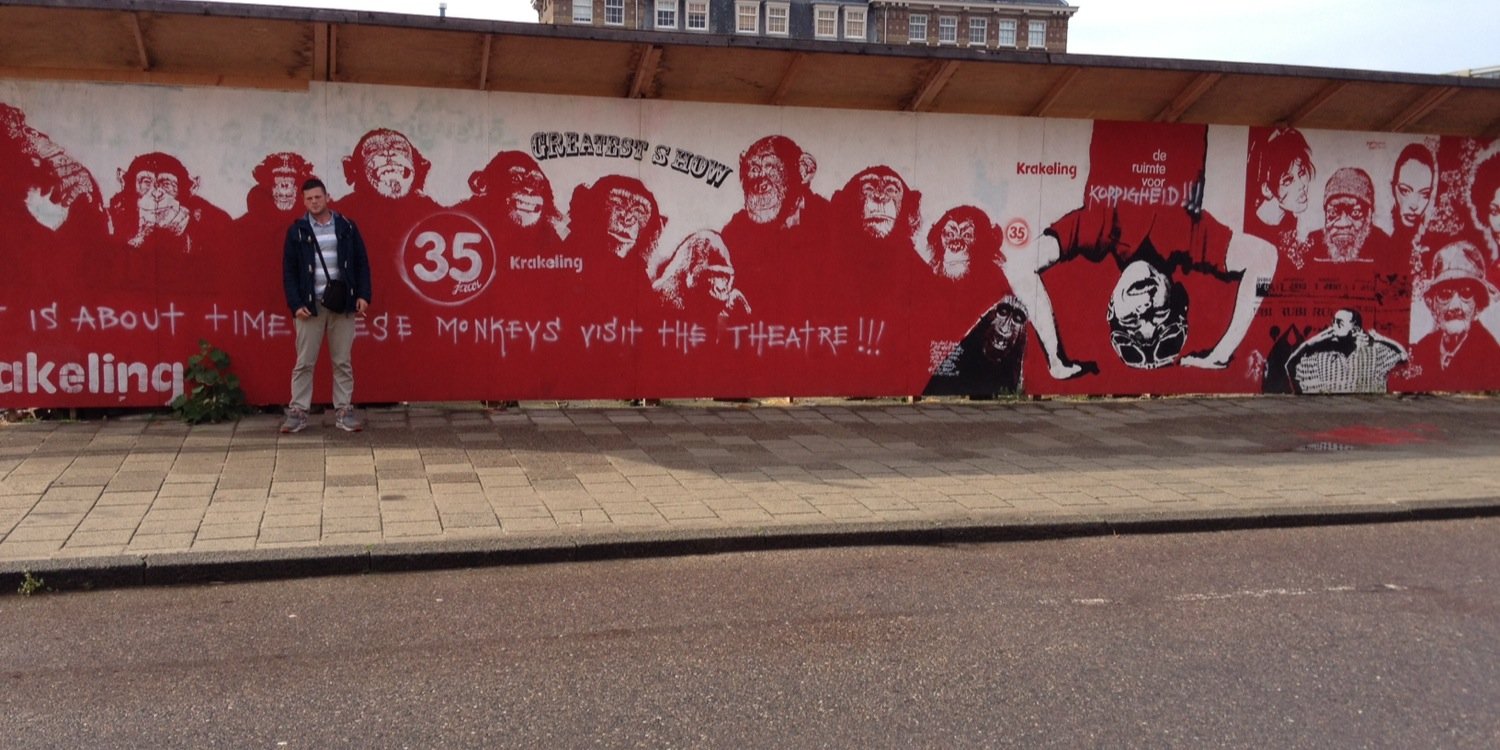 GREATEST SHOW
35
Jacor
Krakeling
T IS ABOUT TIME ESE MONKEYS VISIT THE THEATRE !!!
akeling
Krakeling
35
de
ruimte
voor
KOPPIGHEID!!!